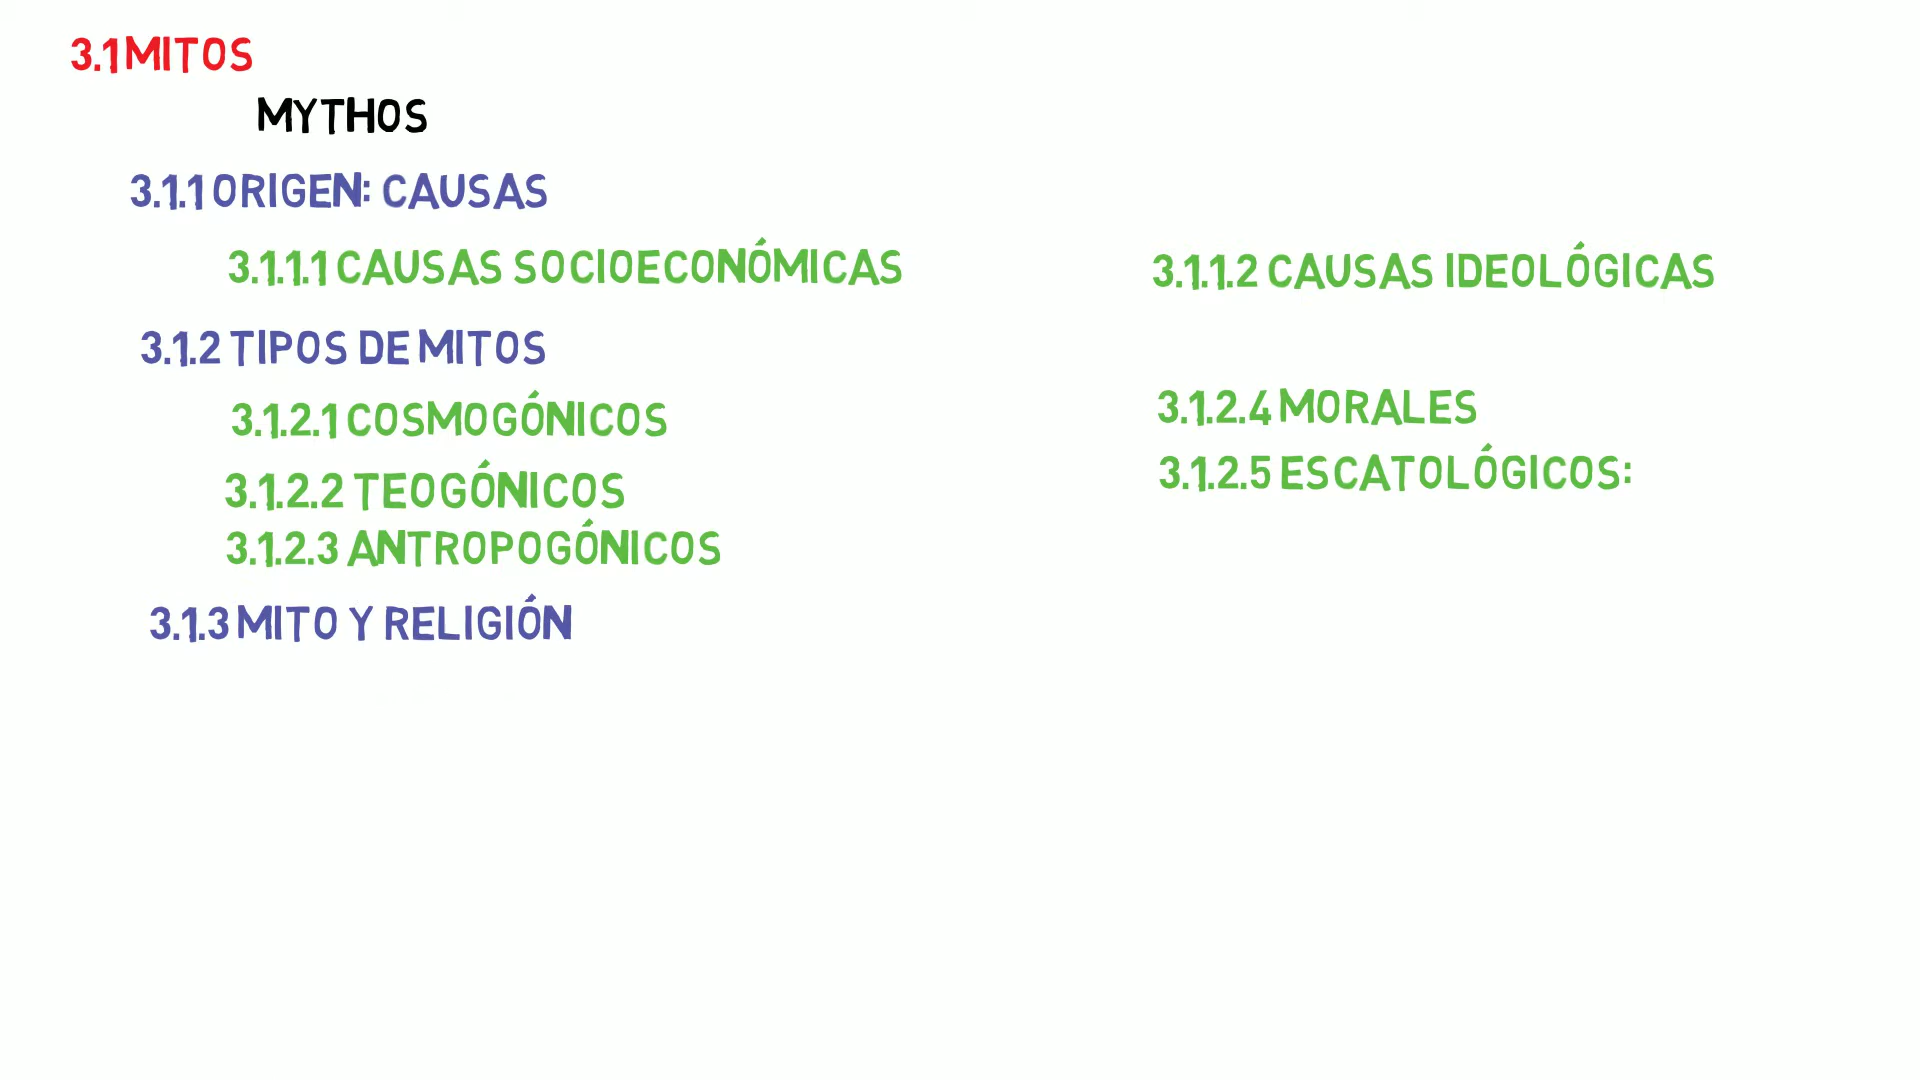 3.1 MITOS
MYTHOS
3.1.1 ORIGEN: CAUSAS
3.1.1.1 CAUSAS SOCIOECONÓMICAS
3.1.1.2 CAUSAS IDEOLÓGICAS
3.1.2 TIPOS DE MITOS
3.1.2.1 COSMOGÓNICOS
3.1.2.2 TEOGÓNICOS
3.1.2.3 ANTROPOGÓNICOS
3.1.2.4 MORALES
3.1.2.5 ESCATOLÓGICOS:
3.1.3 MITO Y RELIGIÓN